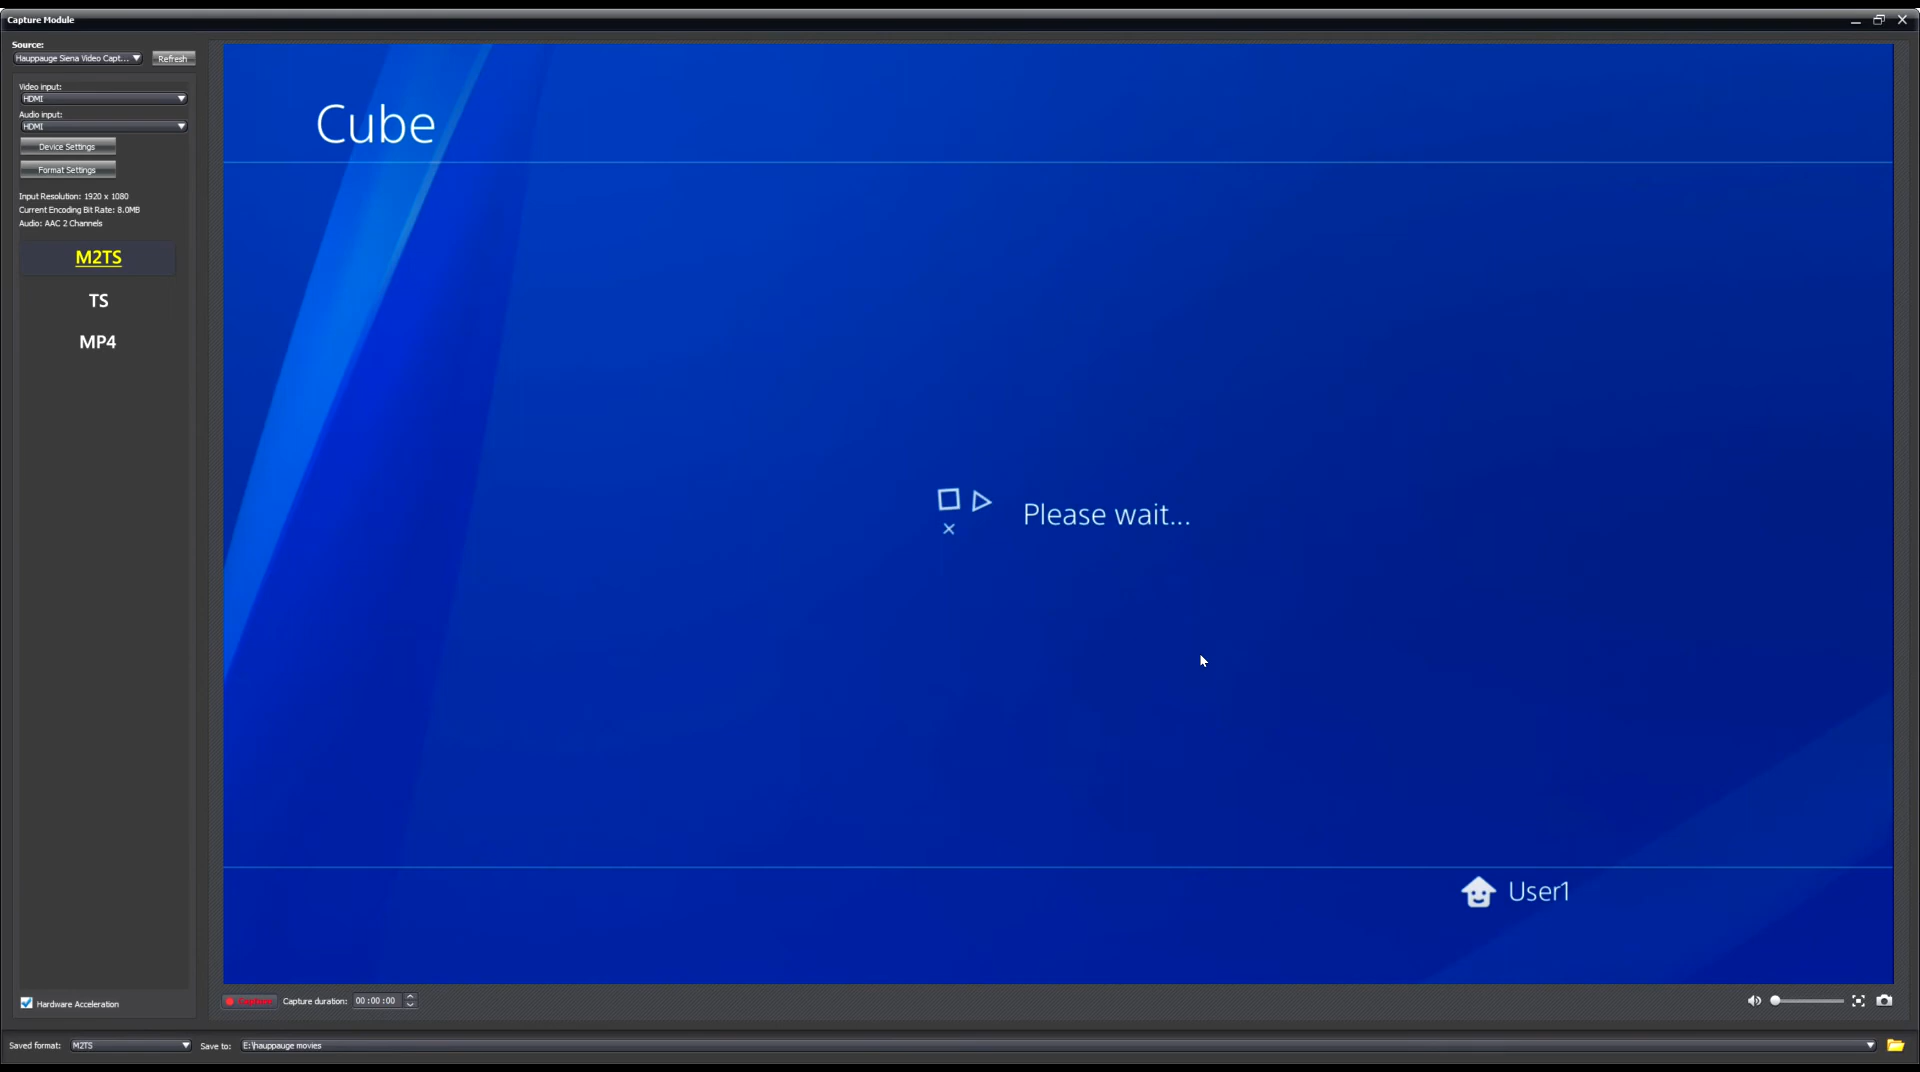 Capture Module
Source:
Hauppauge Siena Video Capt...
Refresh
Video input:
HDMI
Audio input:
HDMI
Device Settings
Format Settings
Input Resolution: 1920 x 1080
Current Encoding Bit Rate: 8.0MB
Audio: AAC 2 Channels
M2TS
TS
MP4
Cube
Please wait...
User1
Hardware Acceleration
Capture
Capture duration: 00:00:00
Saved format: M2TS
Save to: E:\hauppauge movies